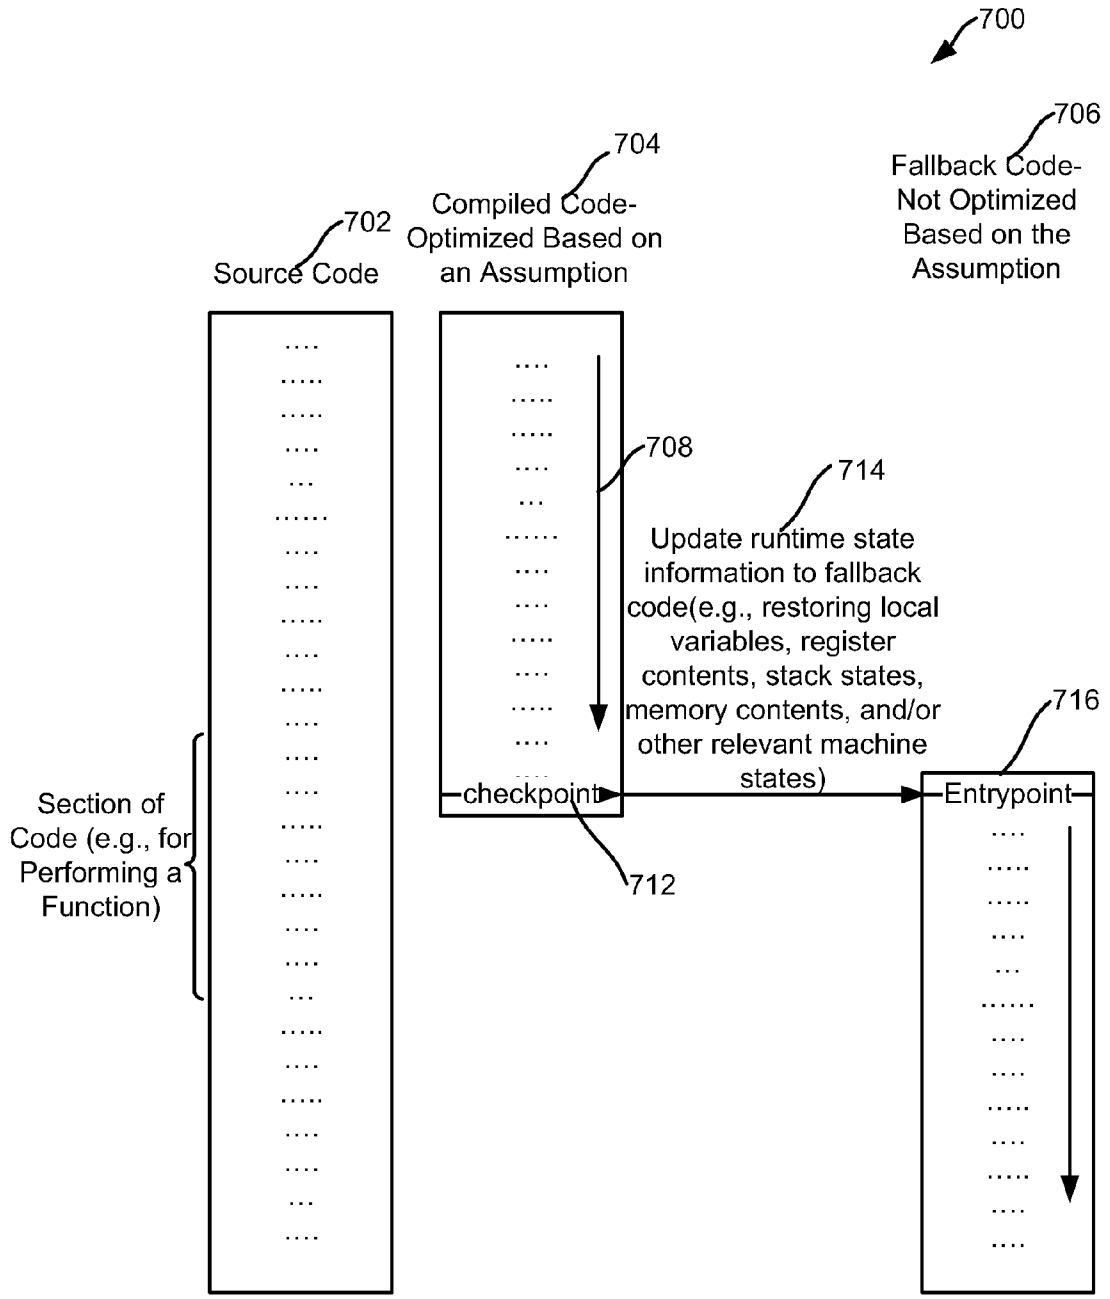 700
706
Fallback Code-
Not Optimized
Based on the
Assumption
704
Compiled Code-
Optimized Based on
an Assumption
702
Source Code
....
.....
.....
....
...
......
....
....
.....
....
.....
....
....
....
.....
....
.....
....
....
...
.....
....
.....
....
....
...
....
....
.....
.....
....
...
......
....
....
.....
....
.....
....
....
checkpoint
708
714
Update runtime state
information to fallback
code(e.g., restoring local
variables, register
contents, stack states,
memory contents, and/or
other relevant machine
states)
712
716
Entrypoint
....
.....
.....
....
...
......
....
....
.....
....
.....
....
....
Section of
Code (e.g., for
Performing a
Function)